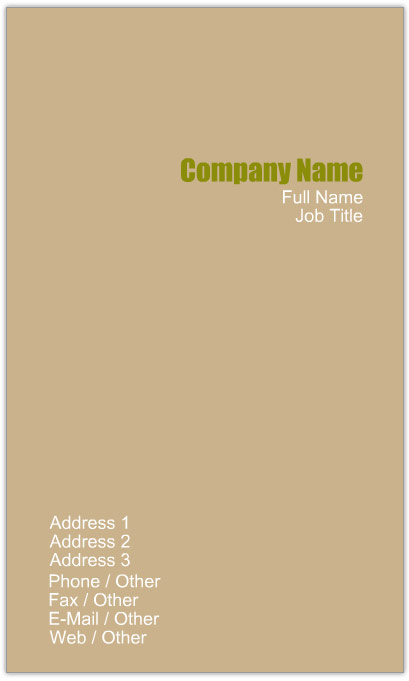 Company Name
Full Name
Job Title
Address 1
Address 2
Address 3
Phone / Other
Fax / Other
E-Mail / Other
Web / Other